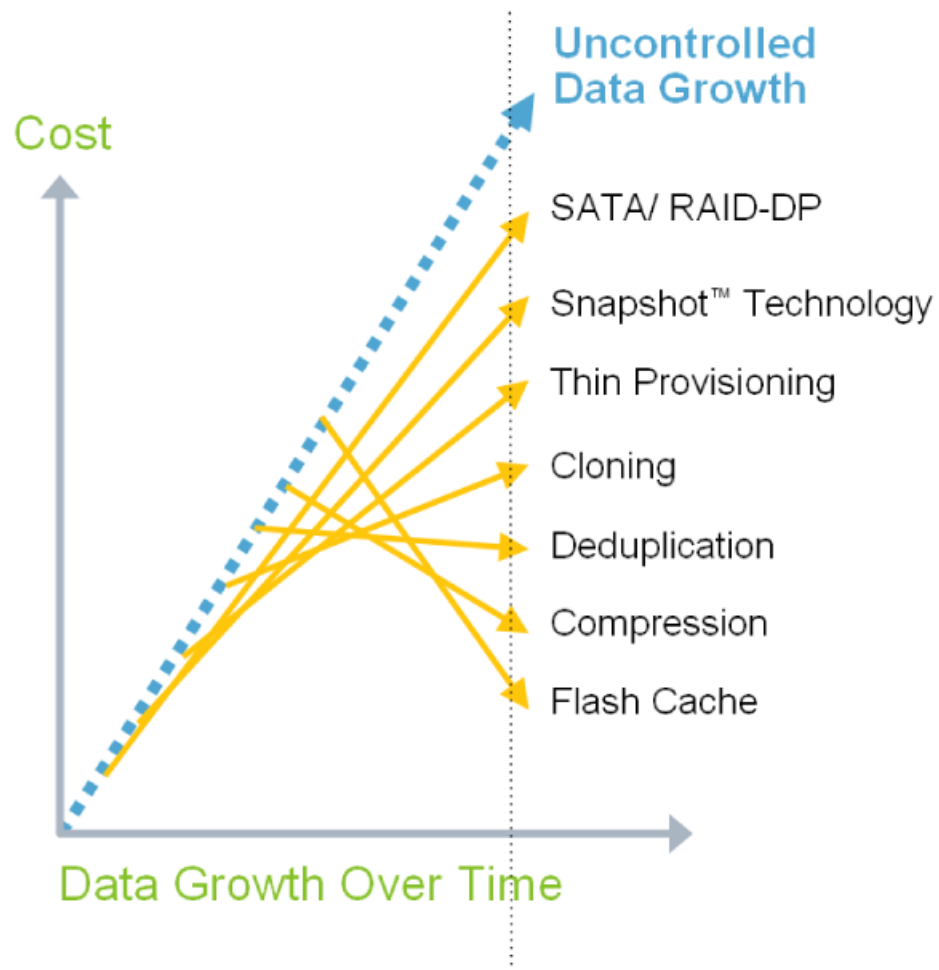 Uncontrolled
Data Growth
Cost
SATA/ RAID-DP
Snapshot™ Technology
Thin Provisioning
Cloning
Deduplication
Compression
Flash Cache
Data Growth Over Time